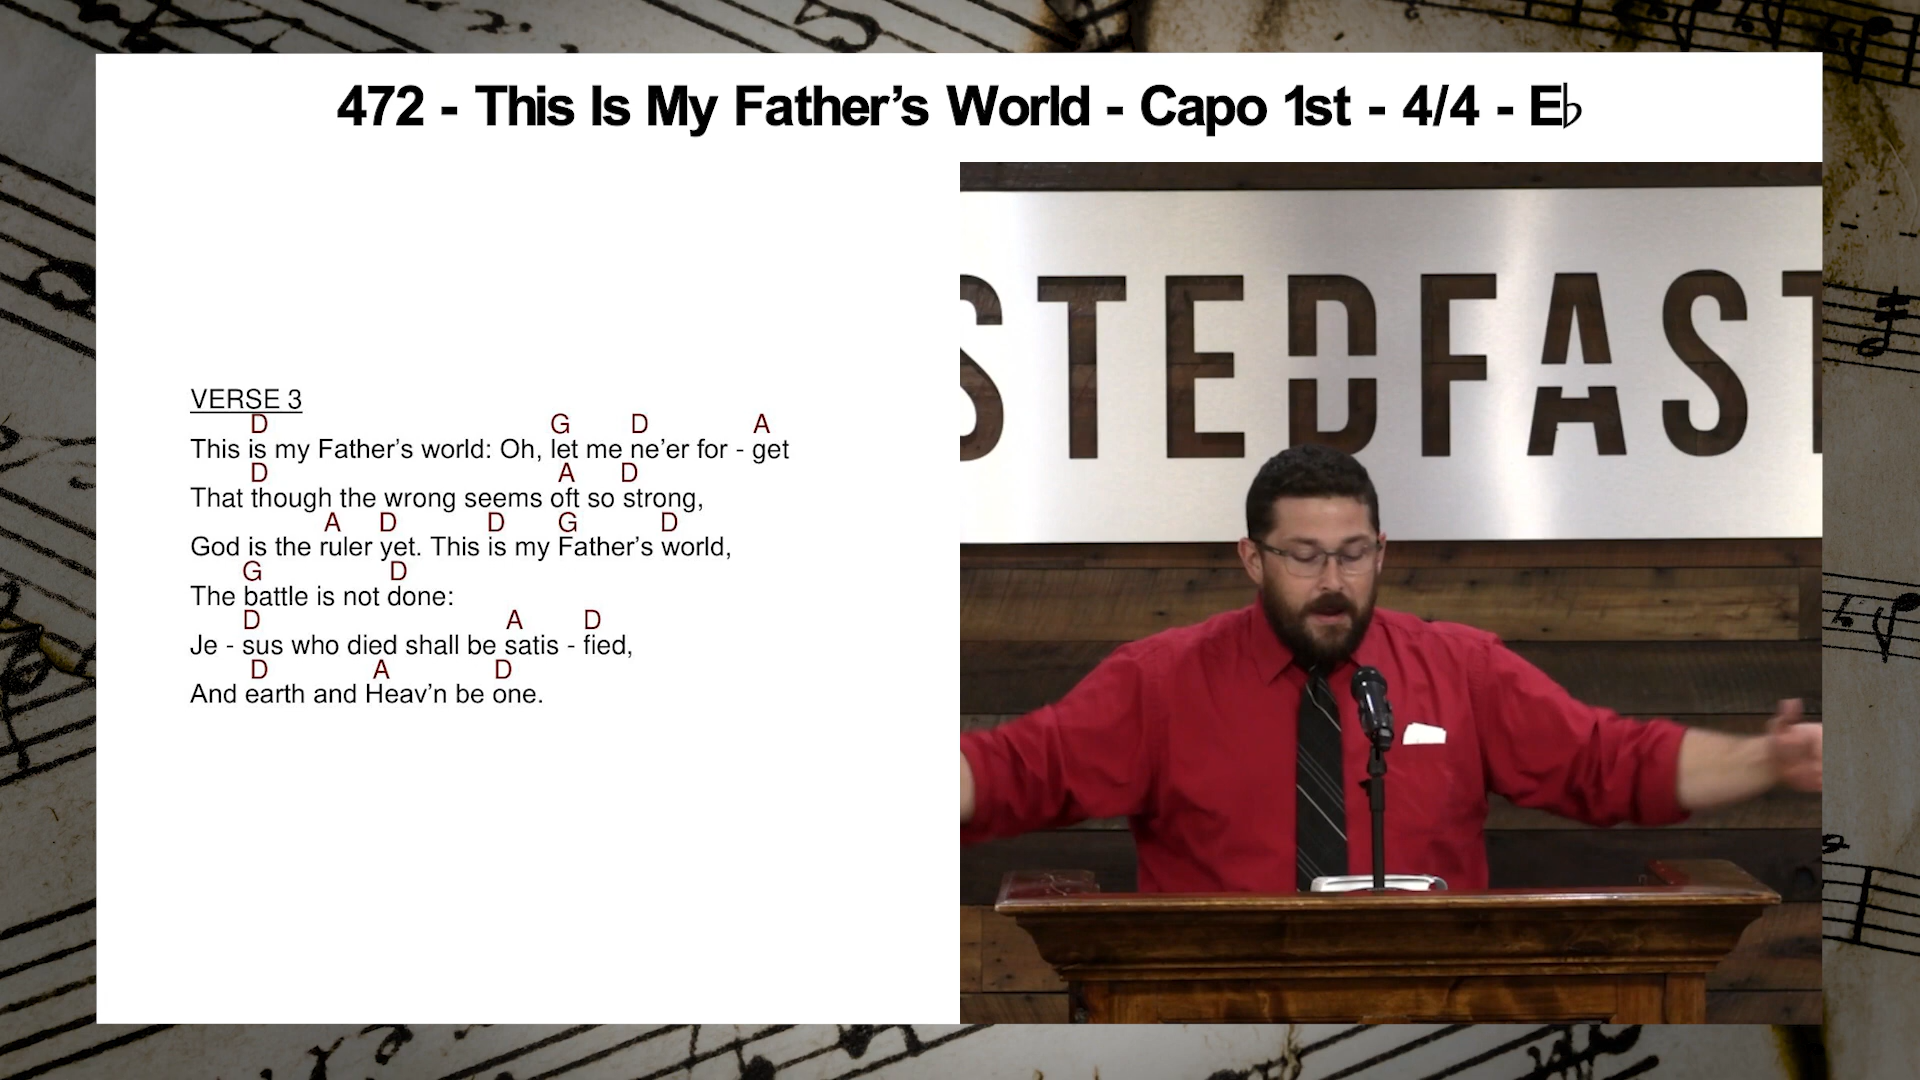 472 - This Is My Father’s World - Capo 1st - 4/4 - E♭
VERSE 3
D G D A
This is my Father’s world: Oh, let me ne’er for - get
D A D
That though the wrong seems oft so strong,
A D D G D
God is the ruler yet. This is my Father’s world,
G D
The battle is not done:
D A D
Je - sus who died shall be satis - fied,
D A D
And earth and Heav’n be one.
STEDFAST